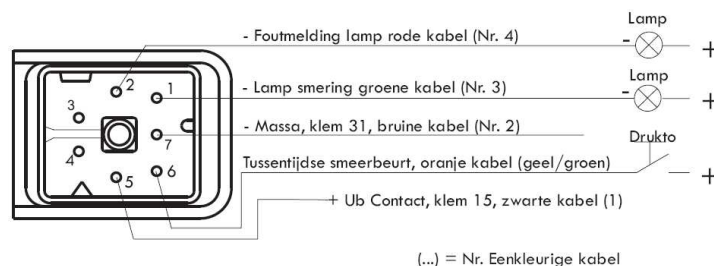 Lamp
- Foutmelding lamp rode kabel (Nr. 4)
- +
Lamp
- Lamp smering groene kabel (Nr. 3)
- +
- Massa, klem 31, bruine kabel (Nr. 2)
Drukto
Tussentijdse smeerbeurt, oranje kabel (geel/groen)
+
+ Ub Contact, klem 15, zwarte kabel (1)
(...) = Nr. Eenkleurige kabel
2
1
3
7
4
6
5